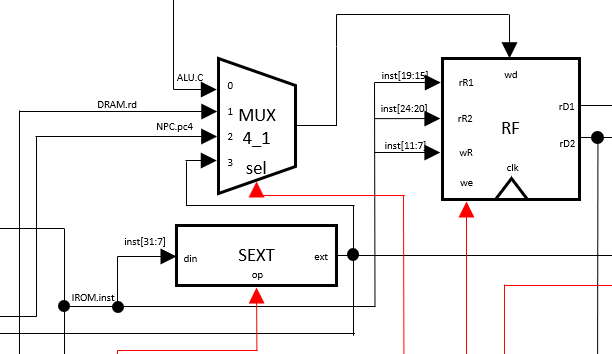 ALU.C
0
DRAM.rd
1
NPC.pc4
2
3
MUX
4_1
sel
inst[19:15]
inst[24:20]
inst[11:7]
wd
rR1
rR2
wR
we
RF
clk
rD1
rD2
inst[31:7]
din
SEXT
op
ext
IROM.inst